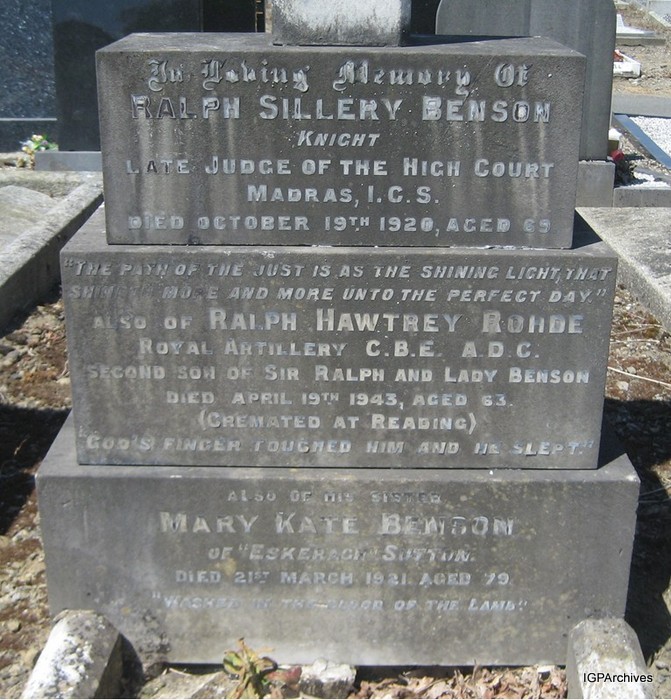 In Loving Memory Of
RALPH SILLERY BENSON
KNIGHT
LATE JUDGE OF THE HIGH COURT
MADRAS, I.C.S.
DIED OCTOBER 19TH 1920, AGED 69
"THE PATH OF THE JUST IS AS THE SHINING LIGHT, THAT
MORE AND MORE UNTO THE PERFECT DAY."
ALSO OF RALPH HAWTREY ROHDE
ROYAL ARTILLERY C.B.E. A.D.C.
SECOND SON OF SIR RALPH AND LADY BENSON
DIED APRIL 19TH 1943, AGED 63.
(CREMATED AT READING)
"GOD'S FINGER TOUCHED HIM AND HE SLEPT."
ALSO OF HIS SISTER
MARY KATE BENSON
OF "ESKERAGH" SUTTON.
DIED 21ST MARCH 1921. AGED 79
"WASHED IN THE BLOOD OF THE LAMB"
IGPArchives